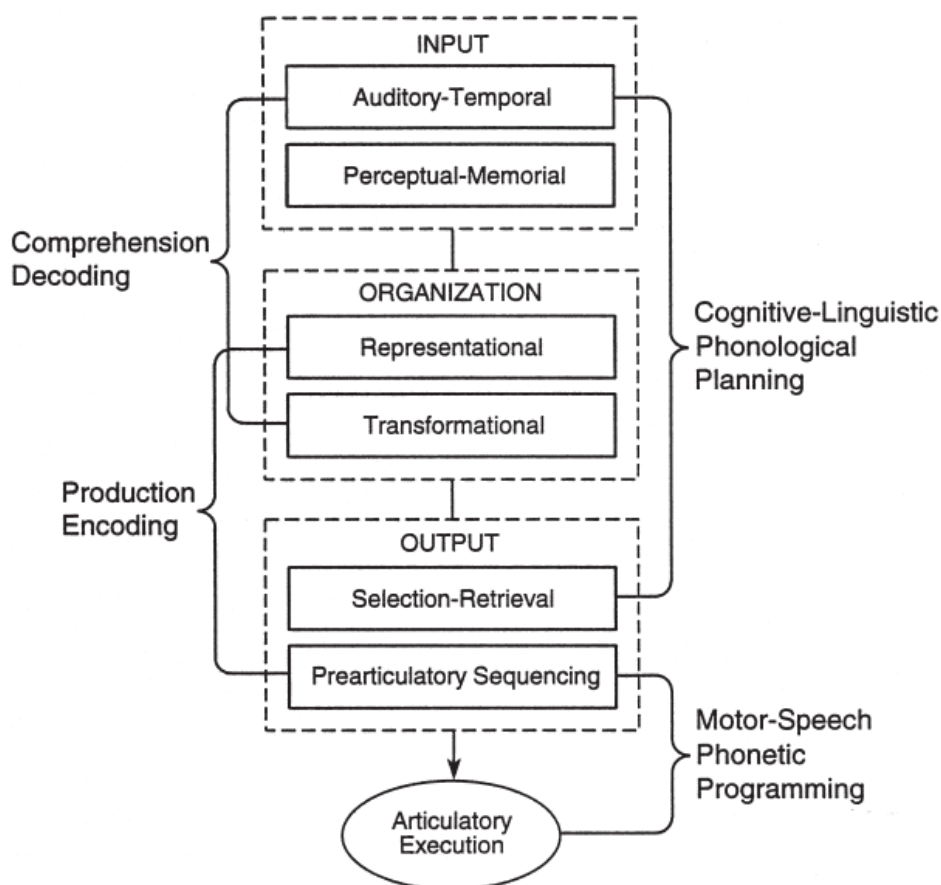 INPUT
Auditory-Temporal
Perceptual-Memorial
Comprehension
Decoding
ORGANIZATION
Representational
Transformational
Cognitive-Linguistic
Phonological
Planning
Production
Encoding
OUTPUT
Selection-Retrieval
Prearticulatory Sequencing
Motor-Speech
Phonetic
Programming
Articulatory
Execution